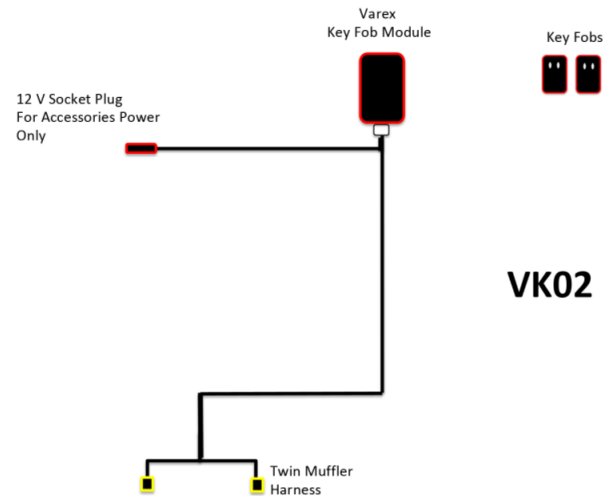 Varex
Key Fob Module
Key Fobs
12 V Socket Plug
For Accessories Power
Only
VK02
Twin Muffler
Harness